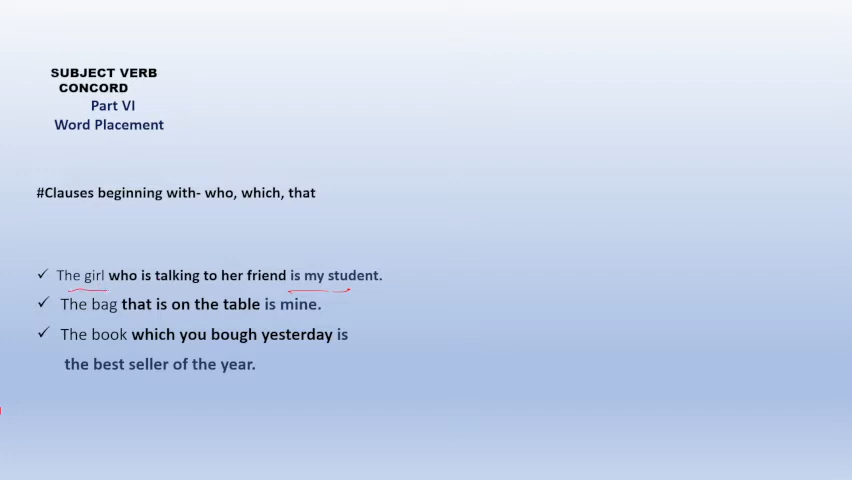 SUBJECT VERB
CONCORD
Part VI
Word Placement
#Clauses beginning with- who, which, that
✓ The girl who is talking to her friend is my student.
✓ The bag that is on the table is mine.
✓ The book which you bough yesterday is
the best seller of the year.